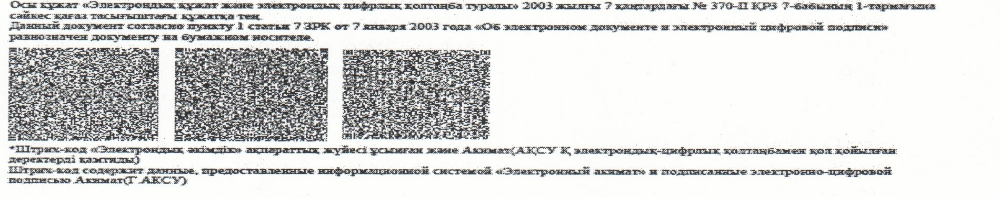 Осы құжат «Электрондық құжат және электрондық цифрлық қолтаңба туралы» 2003 жылғы 7 қаңтардағы № 370-II ҚРЗ 7-бабының 1-тармағына
сәйкес қағаз тасығыштағы құжатқа тең.
Данный документ согласно пункту 1 статьи 7 ЗРК от 7 января 2003 года «Об электронном документе и электронный цифровой подписи»
равнозначен документу на бумажном носителе.
*Штрих-код «Электрондық әкімдік» ақпараттық жүйесі ұсынған және Акимат(АҚСУ Қ электрондық-цифрлық қолтаңбамен қол қойылған
деректерді қамтиды)
Штрих-код содержит данные, предоставленные информационной системой «Электронный акимат» и подписанные электронно-цифровой
подписью Акимат(Г АКСУ)